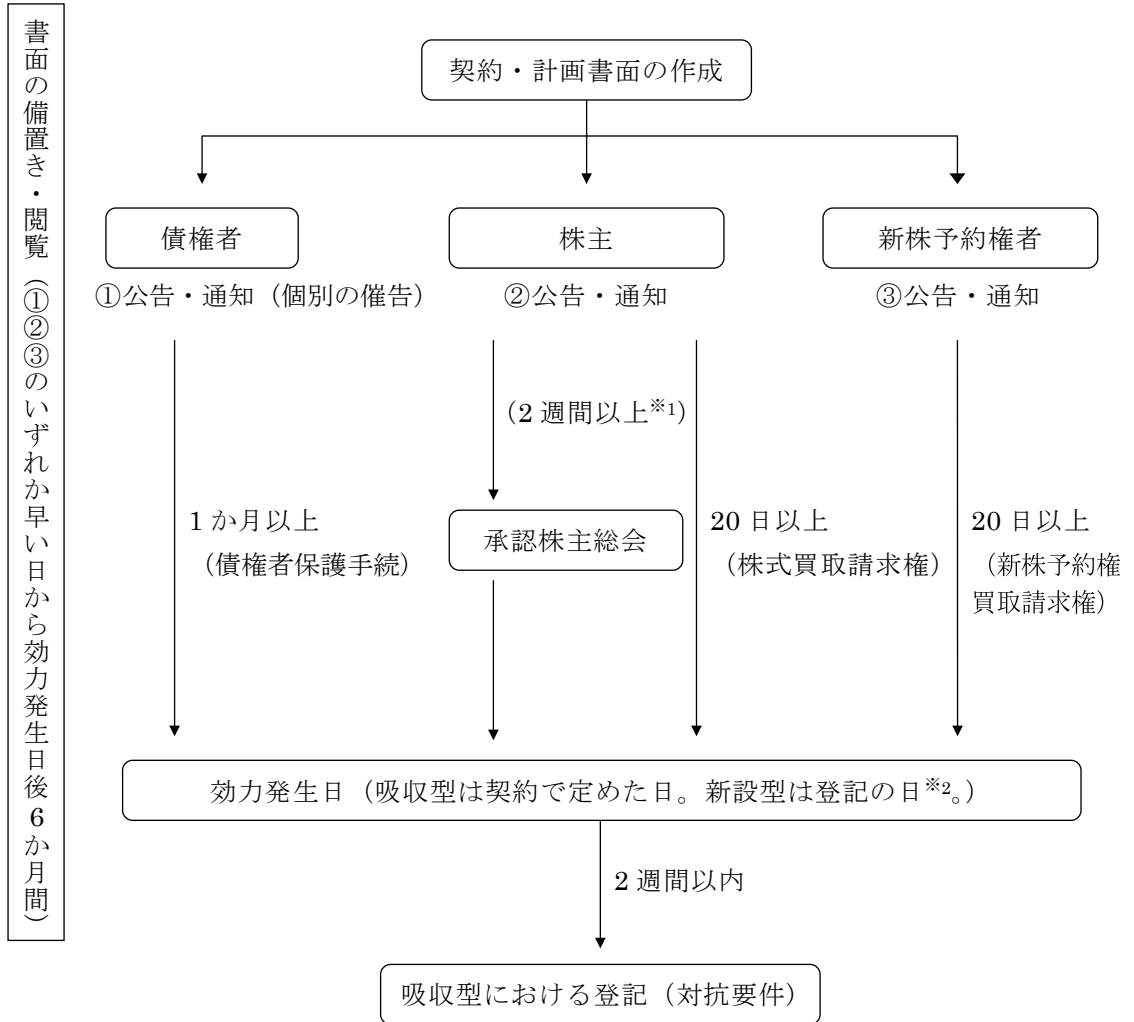 書面の備置き・閲覧（①②③のいずれか早い日から効力発生日後6か月間）
契約・計画書面の作成
債権者
株主
新株予約権者
①公告・通知（個別の催告）
②公告・通知
③公告・通知
（2週間以上※1）
1か月以上
（債権者保護手続）
承認株主総会
20日以上
（株式買取請求権）
20日以上
（新株予約権
買取請求権）
効力発生日（吸収型は契約で定めた日。新設型は登記の日※2。）
2週間以内
吸収型における登記（対抗要件）